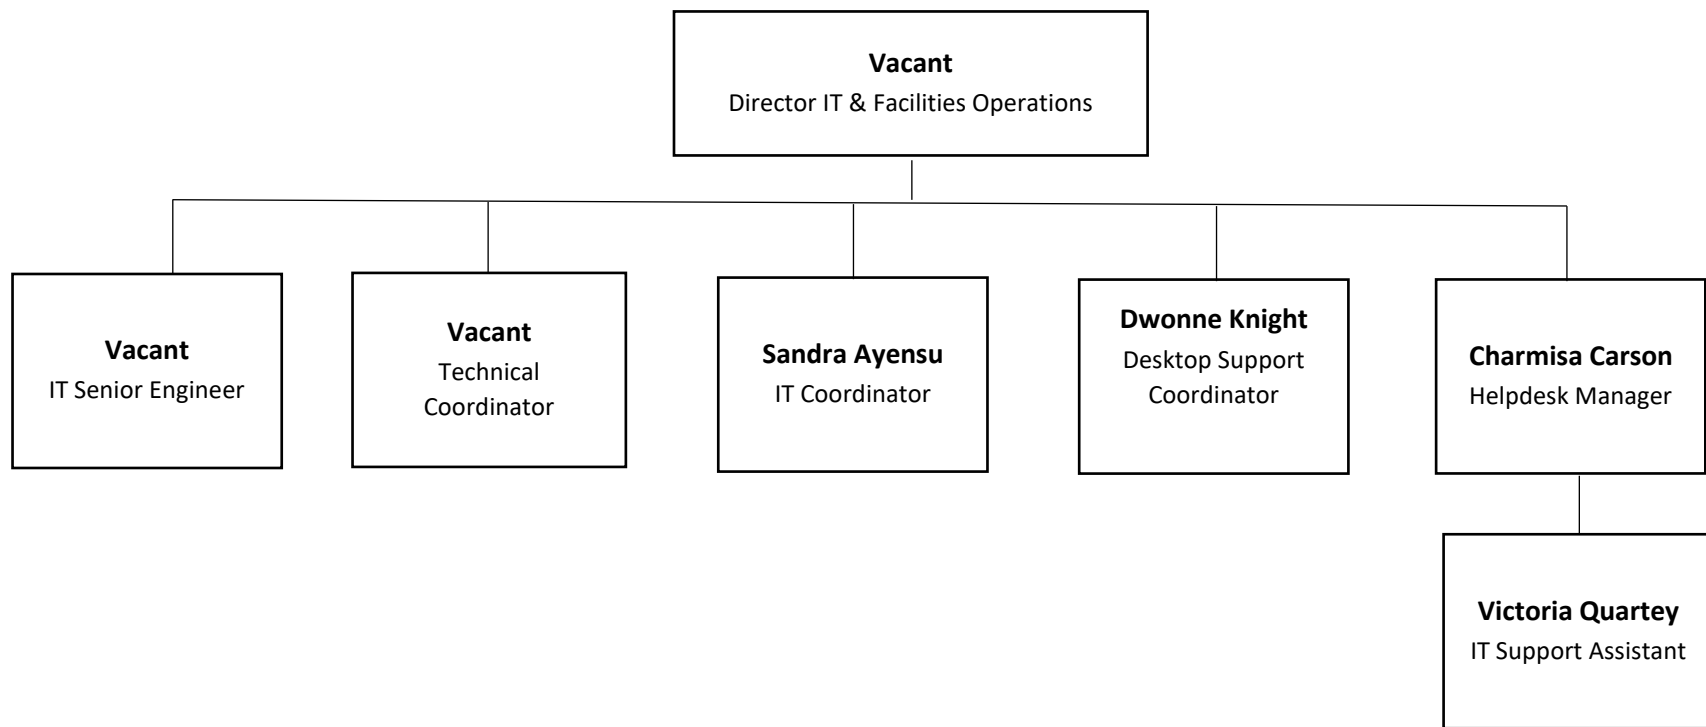 Vacant
Director IT & Facilities Operations
Vacant
IT Senior Engineer
Vacant
Technical
Coordinator
Sandra Ayensu
IT Coordinator
Dwonne Knight
Desktop Support
Coordinator
Charmisa Carson
Helpdesk Manager
Victoria Quartey
IT Support Assistant